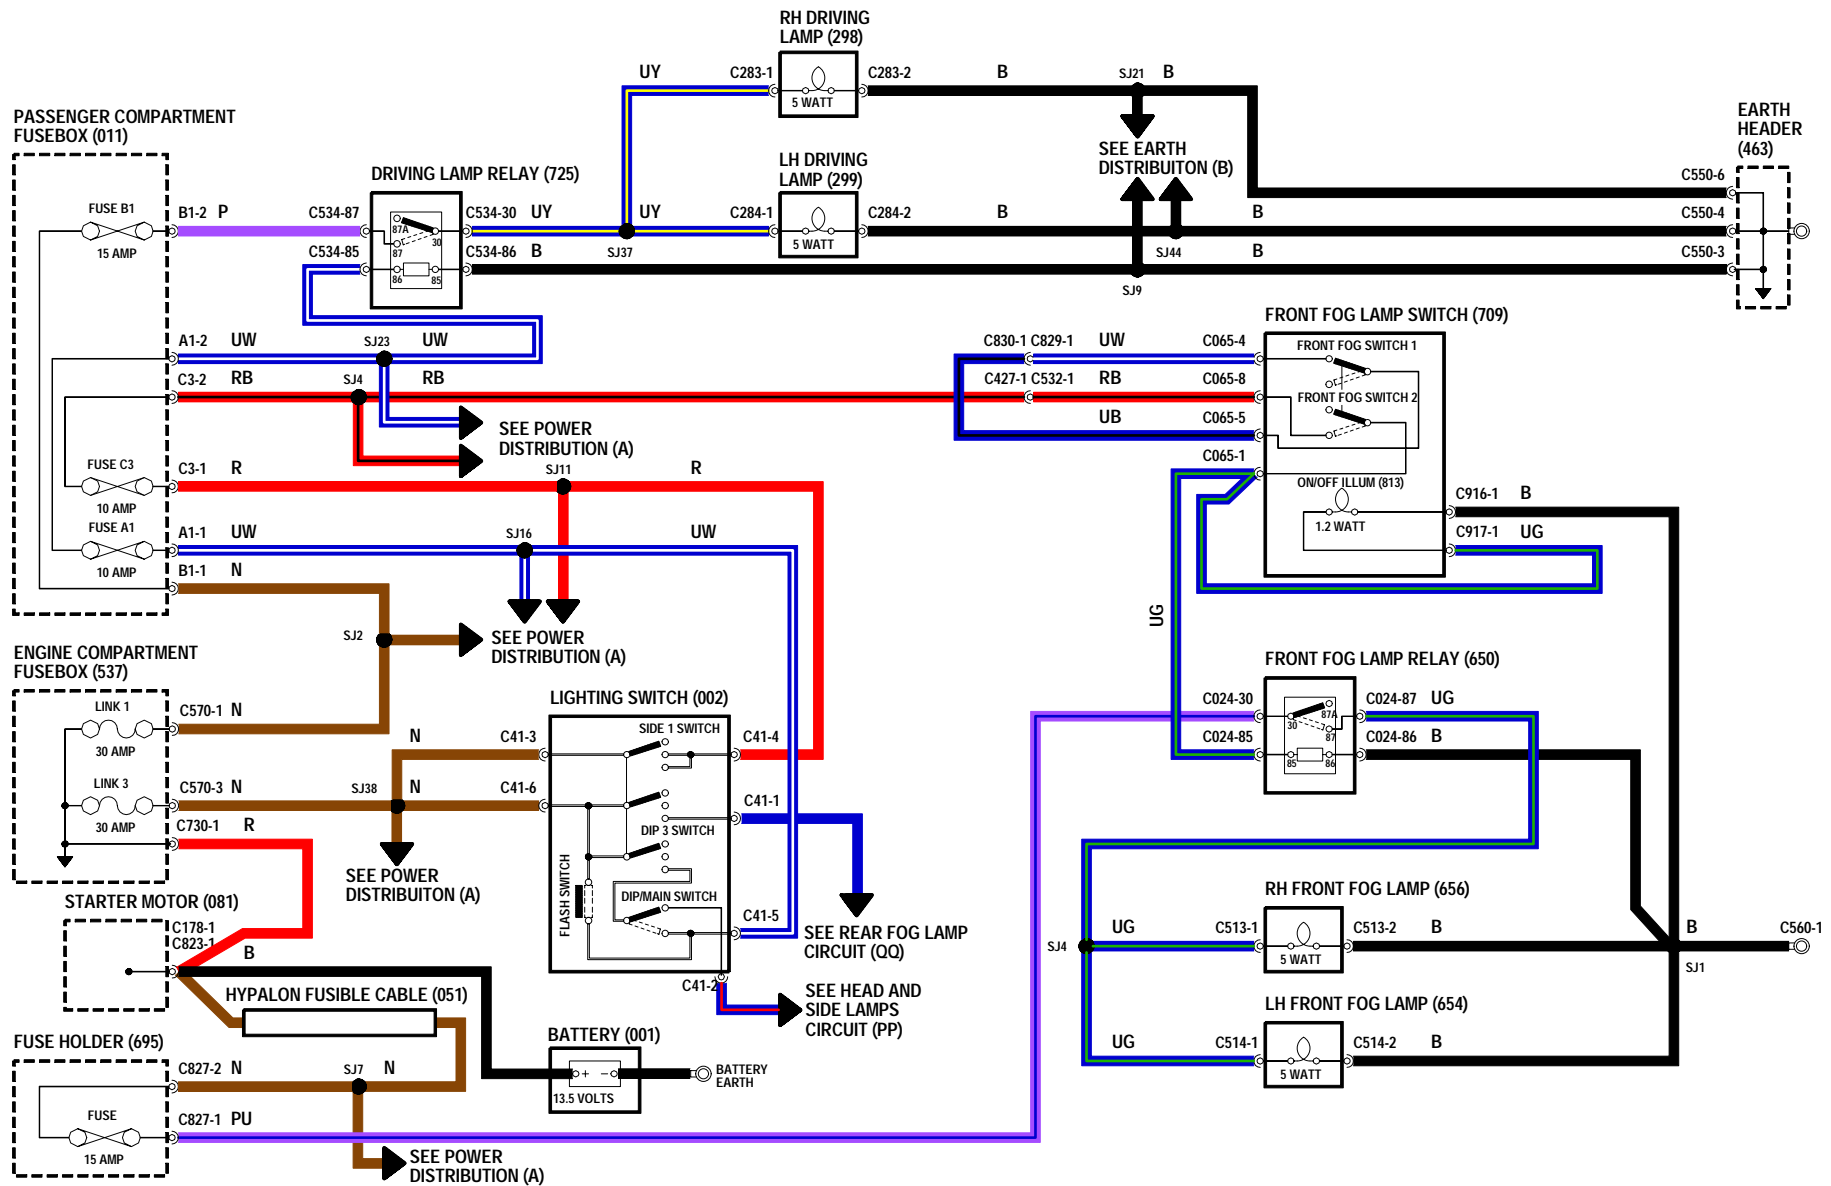 RH DRIVING
LAMP (298)
UY
C283-1
C283-2
B
SJ21
B
5 WATT
PASSENGER COMPARTMENT
FUSEBOX (011)
EARTH
HEADER
(463)
SEE EARTH
DISTRIBUITON (B)
LH DRIVING
LAMP (299)
DRIVING LAMP RELAY (725)
C550-6
FUSE B1
B1-2
P
C534-87
87A
30
87
C534-30
UY
UY
C284-1
C284-2
B
B
C550-4
15 AMP
5 WATT
C534-85
86
85
C534-86
B
SJ37
SJ44
B
C550-3
SJ9
FRONT FOG LAMP SWITCH (709)
A1-2
UW
SJ23
UW
C830-1
C829-1
UW
C065-4
FRONT FOG SWITCH 1
C3-2
RB
SJ4
RB
C427-1
C532-1
RB
C065-8
FRONT FOG SWITCH 2
UB
C065-5
SEE POWER
DISTRIBUTION (A)
C065-1
FUSE C3
C3-1
R
SJ11
R
ON/OFF ILLUM (813)
C916-1
B
10 AMP
1.2 WATT
FUSE A1
A1-1
UW
SJ16
UW
C917-1
UG
10 AMP
B1-1
N
UG
SJ2
SEE POWER
DISTRIBUTION (A)
ENGINE COMPARTMENT
FUSEBOX (537)
FRONT FOG LAMP RELAY (650)
LINK 1
C570-1
N
30 AMP
LIGHTING SWITCH (002)
C024-30
30
87A
87
C024-87
UG
N
C41-3
SIDE 1 SWITCH
C41-4
C024-85
85
86
C024-86
B
LINK 3
C570-3
N
SJ38
N
C41-6
C41-1
30 AMP
C730-1
R
DIP 3 SWITCH
SEE POWER
DISTRIBUITON (A)
FLASH SWITCH
DIP/MAIN SWITCH
RH FRONT FOG LAMP (656)
STARTER MOTOR (081)
C178-1
C823-1
B
C41-5
SEE REAR FOG LAMP
CIRCUIT (QQ)
SJ4
UG
C513-1
C513-2
B
B
C560-1
5 WATT
SJ1
C41-2
SEE HEAD AND
SIDE LAMPS
CIRCUIT (PP)
HYPALON FUSIBLE CABLE (051)
LH FRONT FOG LAMP (654)
FUSE HOLDER (695)
BATTERY (001)
UG
C514-1
C514-2
B
5 WATT
C827-2
N
SJ7
N
+
−
BATTERY
EARTH
13.5 VOLTS
FUSE
C827-1
PU
15 AMP
SEE POWER
DISTRIBUTION (A)